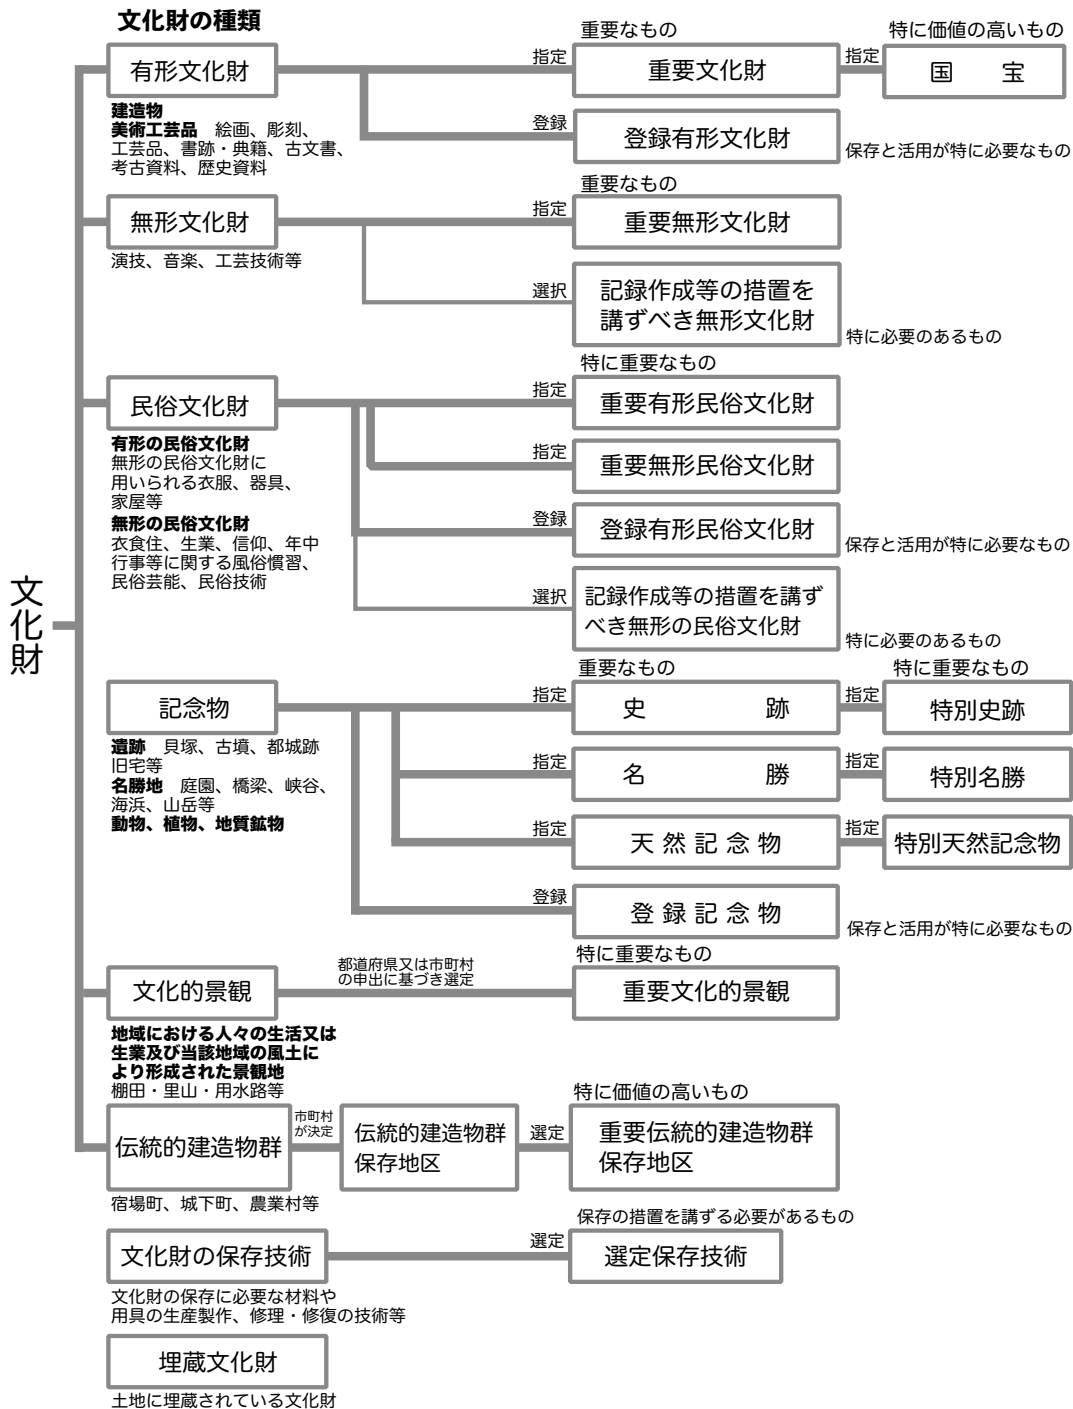 文化財の種類
文化財
有形文化財
建造物
美術工芸品　絵画、彫刻、
工芸品、書跡・典籍、古文書、
考古資料、歴史資料
指定
重要なもの
重要文化財
指定
特に価値の高いもの
国　宝
登録
登録有形文化財
保存と活用が特に必要なもの
無形文化財
演技、音楽、工芸技術等
指定
重要なもの
重要無形文化財
選択
記録作成等の措置を
講ずべき無形文化財
特に必要のあるもの
民俗文化財
有形の民俗文化財
無形の民俗文化財に
用いられる衣服、器具、
家屋等
無形の民俗文化財
衣食住、生業、信仰、年中
行事等に関する風俗慣習、
民俗芸能、民俗技術
指定
特に重要なもの
重要有形民俗文化財
指定
重要無形民俗文化財
登録
登録有形民俗文化財
保存と活用が特に必要なもの
選択
記録作成等の措置を講ず
べき無形の民俗文化財
特に必要のあるもの
記念物
遺跡　貝塚、古墳、都城跡
旧宅等
名勝地　庭園、橋梁、峡谷、
海浜、山岳等
動物、植物、地質鉱物
指定
重要なもの
史　跡
指定
特に重要なもの
特別史跡
指定
名　勝
指定
特別名勝
指定
天然記念物
指定
特別天然記念物
登録
登録記念物
保存と活用が特に必要なもの
文化的景観
地域における人々の生活又は
生業及び当該地域の風土に
より形成された景観地
棚田・里山・用水路等
都道府県又は市町村
の申出に基づき選定
特に重要なもの
重要文化的景観
伝統的建造物群
宿場町、城下町、農業村等
市町村
が決定
伝統的建造物群
保存地区
選定
特に価値の高いもの
重要伝統的建造物群
保存地区
文化財の保存技術
文化財の保存に必要な材料や
用具の生産製作、修理・修復の技術等
選定
保存の措置を講ずる必要があるもの
選定保存技術
埋蔵文化財
土地に埋蔵されている文化財